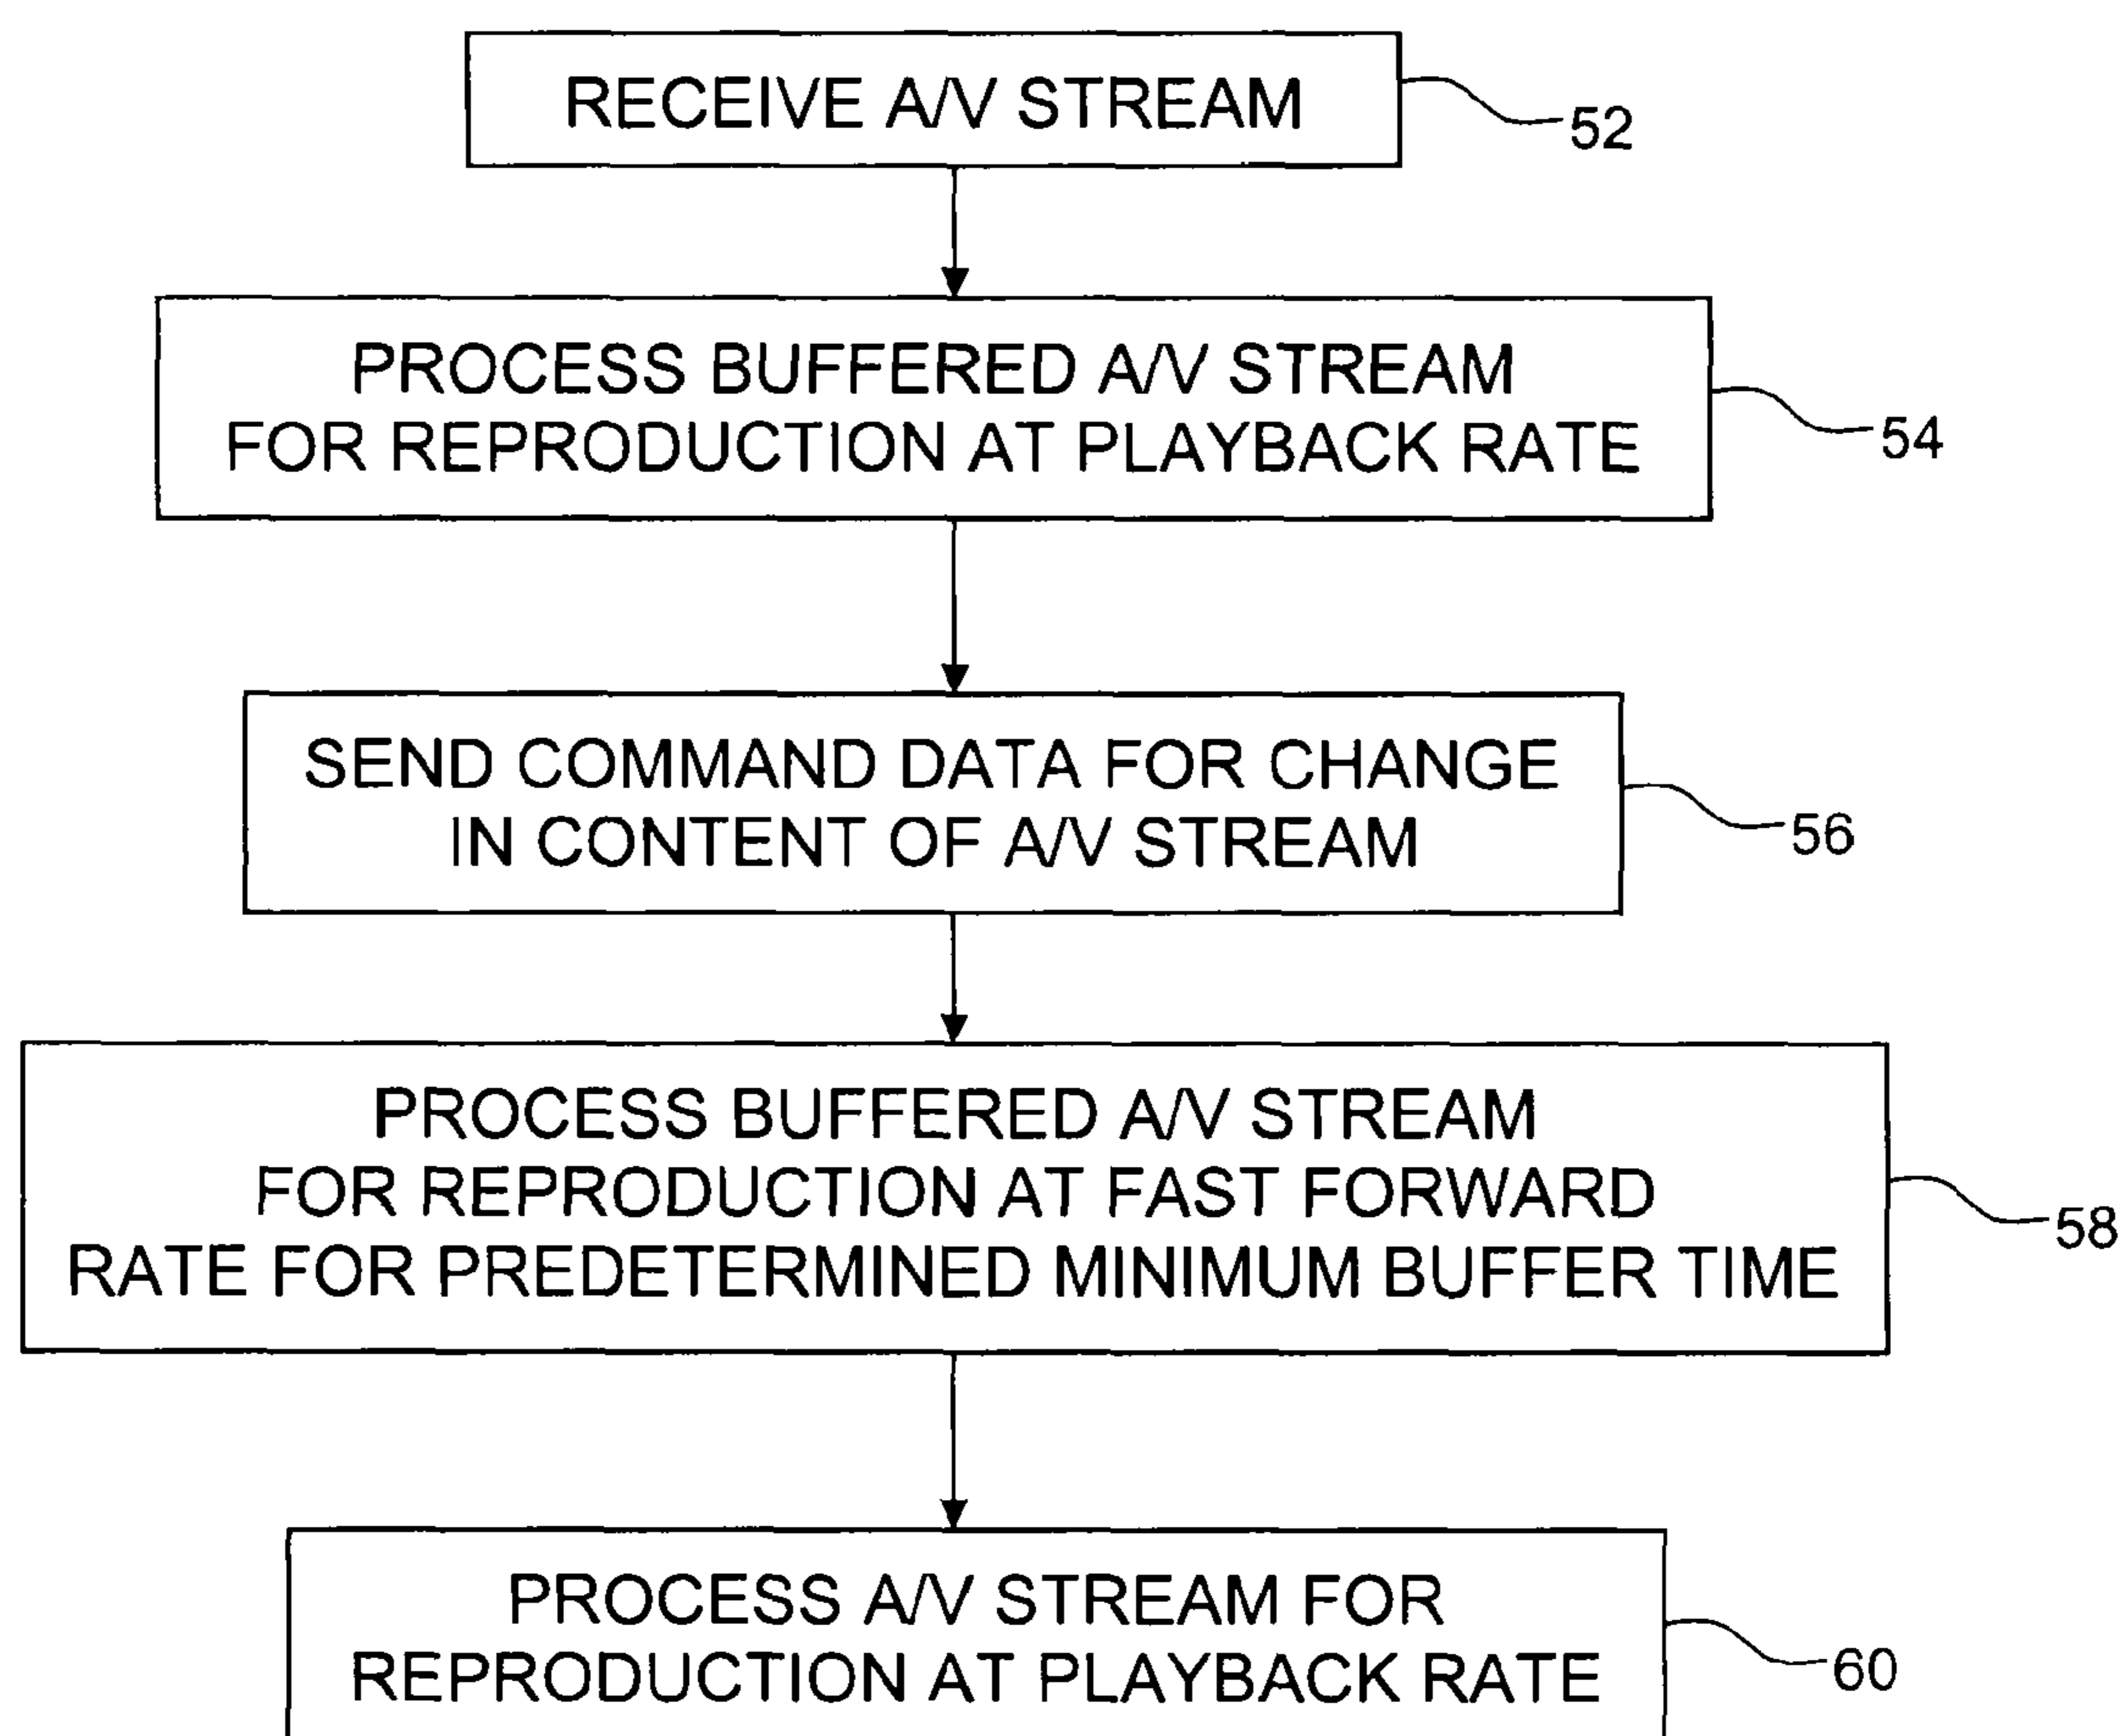 RECEIVE A/V STREAM
52
PROCESS BUFFERED A/V STREAM
FOR REPRODUCTION AT PLAYBACK RATE
54
SEND COMMAND DATA FOR CHANGE
IN CONTENT OF A/V STREAM
56
PROCESS BUFFERED A/V STREAM
FOR REPRODUCTION AT FAST FORWARD
RATE FOR PREDETERMINED MINIMUM BUFFER TIME
58
PROCESS A/V STREAM FOR
REPRODUCTION AT PLAYBACK RATE
60